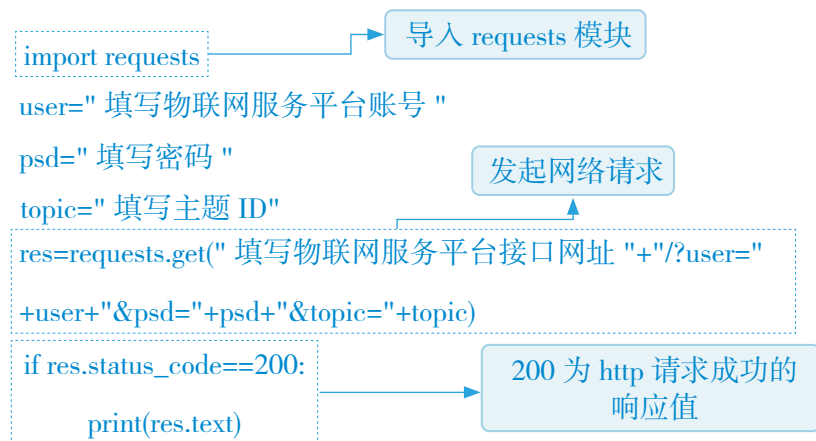 导入 requests 模块
import requests
user=" 填写物联网服务平台账号 "
psd=" 填写密码 "
发起网络请求
topic=" 填写主题 ID"
res=requests.get(" 填写物联网服务平台接口网址 "+"/?user="
+user+"&psd="+psd+"&topic="+topic)
if res.status_code==200:
print(res.text)
200 为 http 请求成功的
响应值